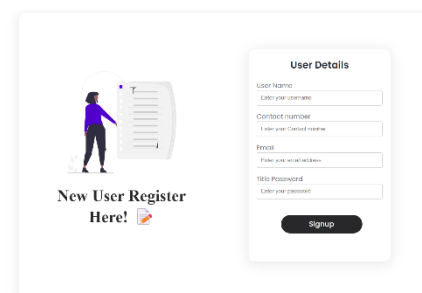 New User Register
Here!
User Details
User Name
Enter your username
Contact number
Enter your Contact number
Email
Enter your email address
Title Password
Enter your password
Signup